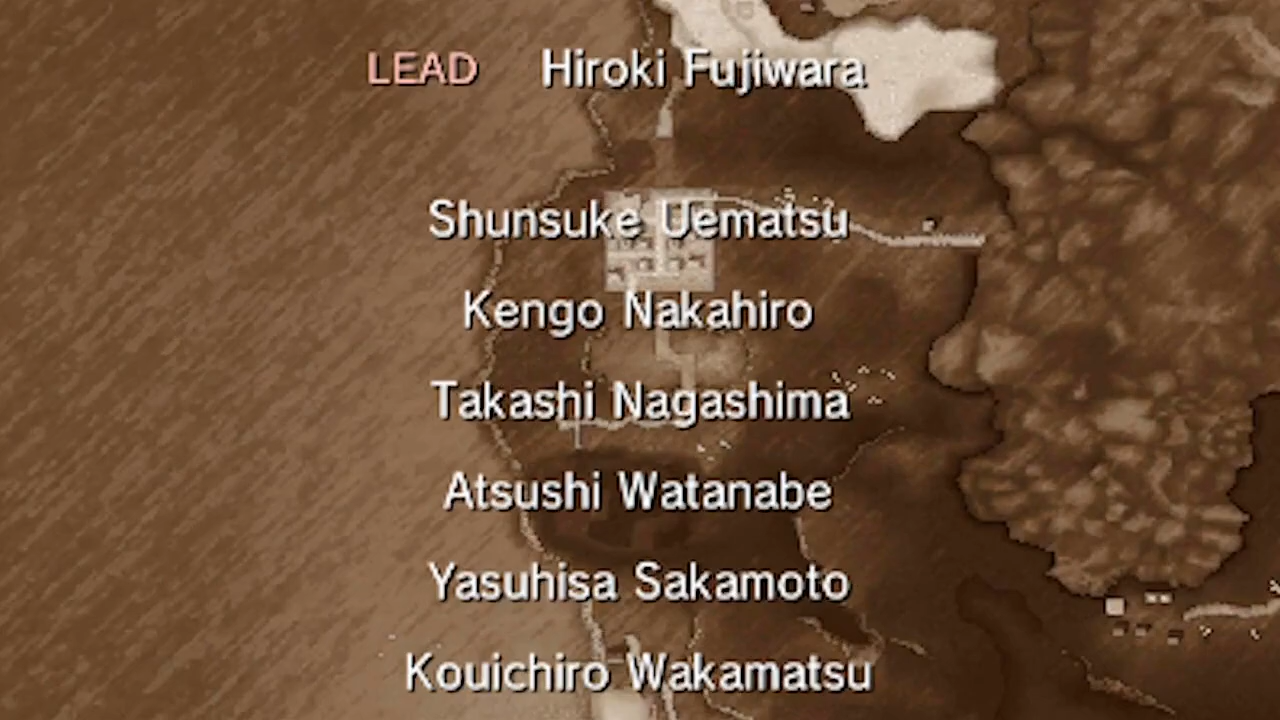 LEAD Hiroki Fujiwara
Shunsuke Uematsu
Kengo Nakahiro
Takashi Nagashima
Atsushi Watanabe
Yasuhisa Sakamoto
Kouichiro Wakamatsu